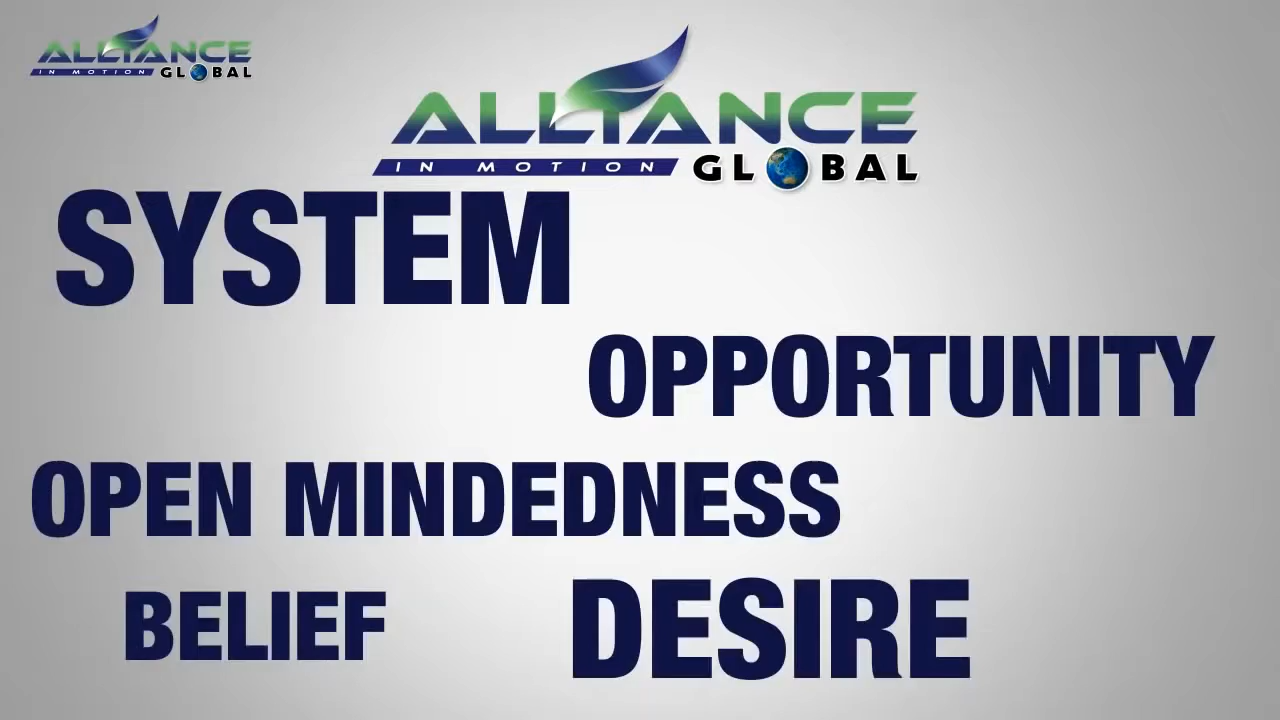 ALLIANCE
IN MOTION GLOBAL
ALLIANCE
IN MOTION GLOBAL
SYSTEM
OPPORTUNITY
OPEN MINDEDNESS
BELIEF DESIRE